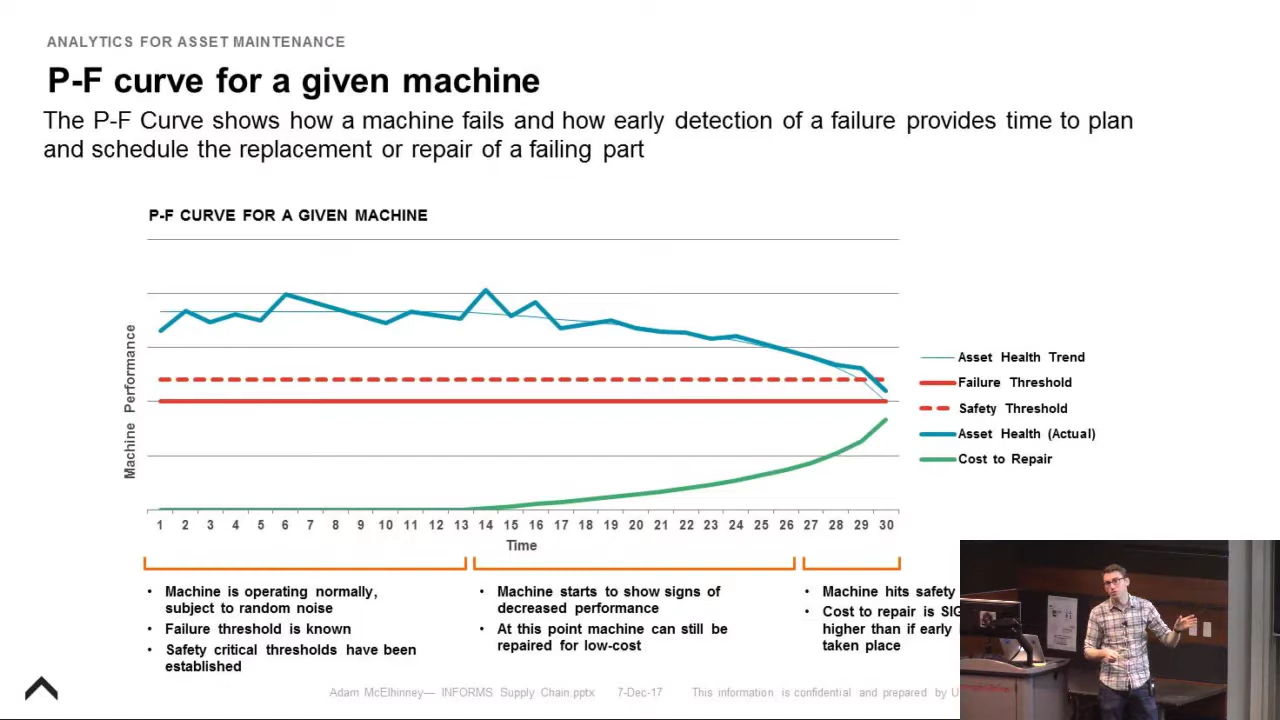 ANALYTICS FOR ASSET MAINTENANCE
P-F curve for a given machine
The P-F Curve shows how a machine fails and how early detection of a failure provides time to plan
and schedule the replacement or repair of a failing part
P-F CURVE FOR A GIVEN MACHINE
Machine Performance
Asset Health Trend
Failure Threshold
Safety Threshold
Asset Health (Actual)
Cost to Repair
1 2 3 4 5 6 7 8 9 10 11 12 13 14 15 16 17 18 19 20 21 22 23 24 25 26 27 28 29 30
Time
• Machine is operating normally,
subject to random noise
• Failure threshold is known
• Safety critical thresholds have been
established
• Machine starts to show signs of
decreased performance
• At this point machine can still be
repaired for low-cost
• Machine hits safety
• Cost to repair is SIG
higher than if early
taken place
Adam McElhinney— INFORMS Supply Chain.pptx 7-Dec-17 This information is confidential and prepared by U